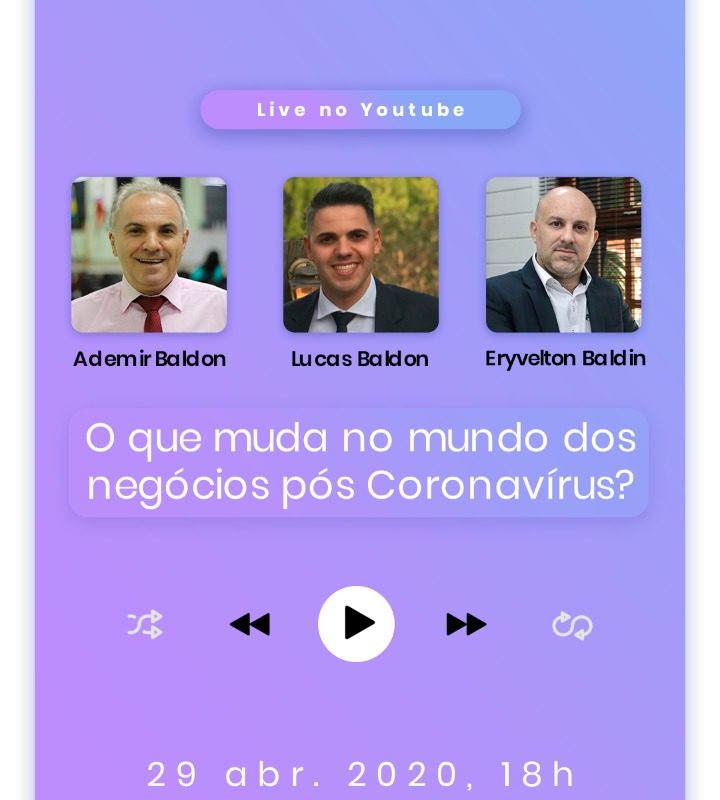 Live no Youtube
Ademir Baldon
Lucas Baldon
Eryvelton Baldin
O que muda no mundo dos
negócios pós Coronavírus?
29 abr. 2020, 18h